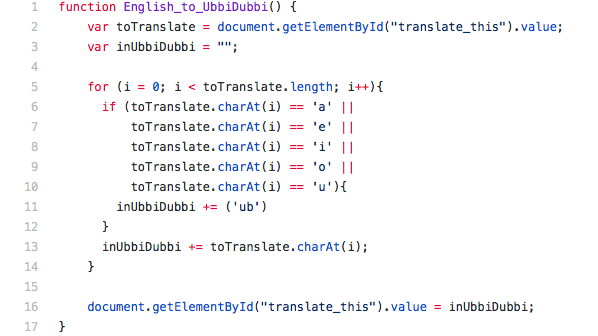 1 function English_to_UbbiDubbi() {
2 var toTranslate = document.getElementById("translate_this").value;
3 var inUbbiDubbi = "";
4
5 for (i = 0; i < toTranslate.length; i++){
6 if (toTranslate.charAt(i) == 'a' ||
7 toTranslate.charAt(i) == 'e' ||
8 toTranslate.charAt(i) == 'i' ||
9 toTranslate.charAt(i) == 'o' ||
10 toTranslate.charAt(i) == 'u'){
11 inUbbiDubbi += ('ub')
12 }
13 inUbbiDubbi += toTranslate.charAt(i);
14 }
15
16 document.getElementById("translate_this").value = inUbbiDubbi;
17 }